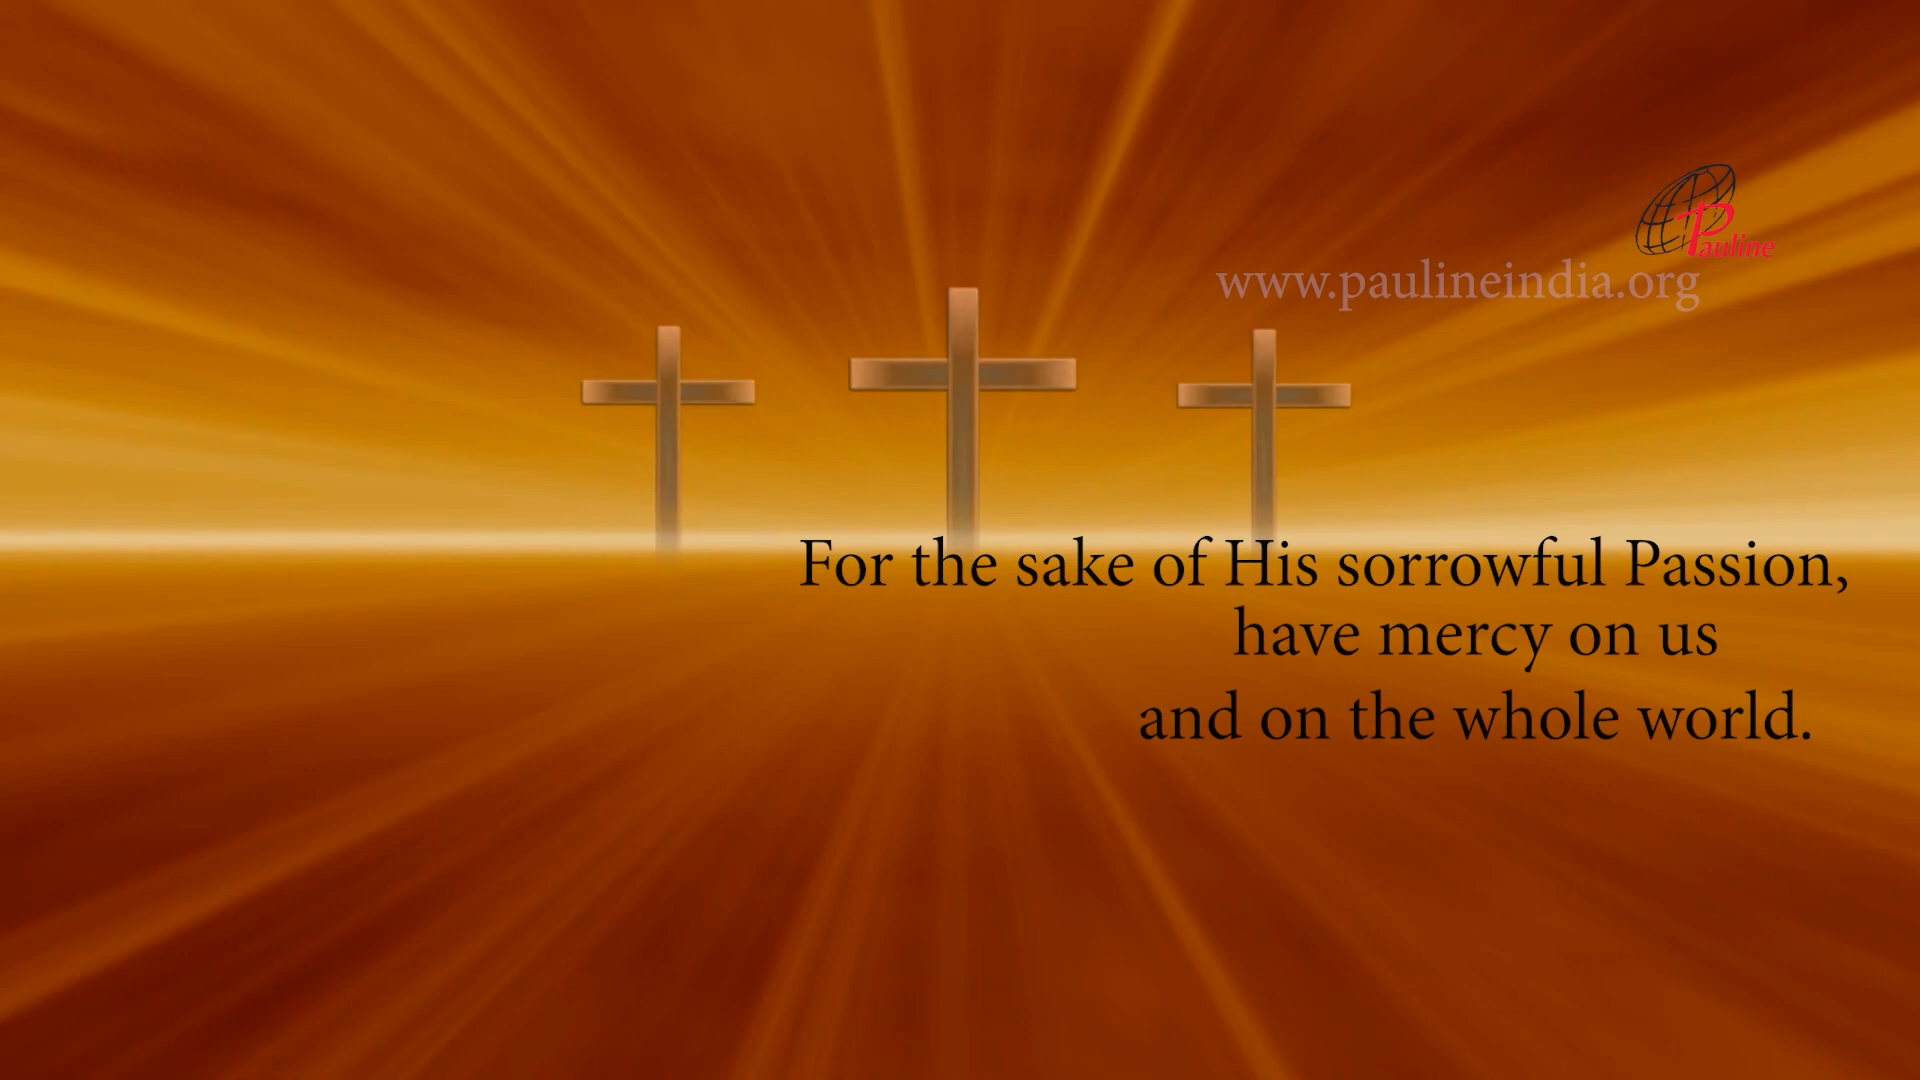 Pauline
www.paulineindia.org
For the sake of His sorrowful Passion,
have mercy on us
and on the whole world.